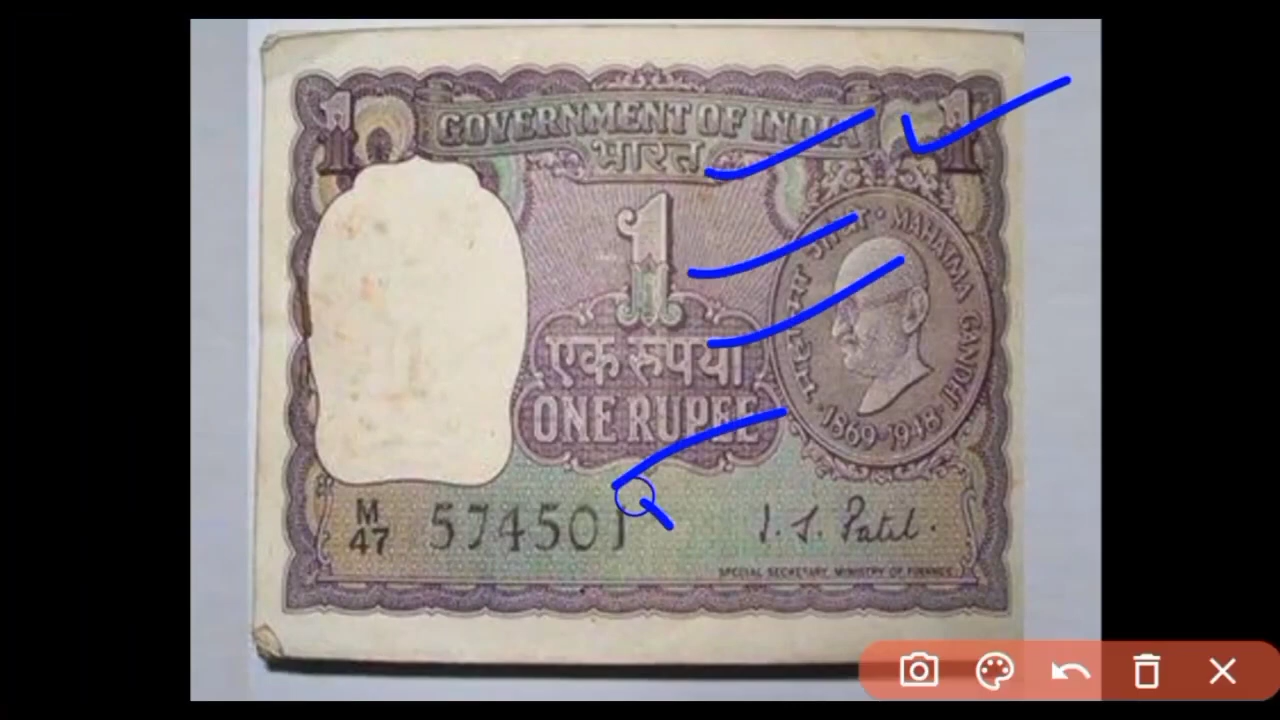 1
1
GOVERNMENT OF INDIA
भारत
1
एक रुपया
ONE RUPEE
महात्मा गांधी • MAHATMA GANDHI
1869-1948
M
47
574501
I. J. Patel.
SPECIAL SECRETARY, MINISTRY OF FINANCE